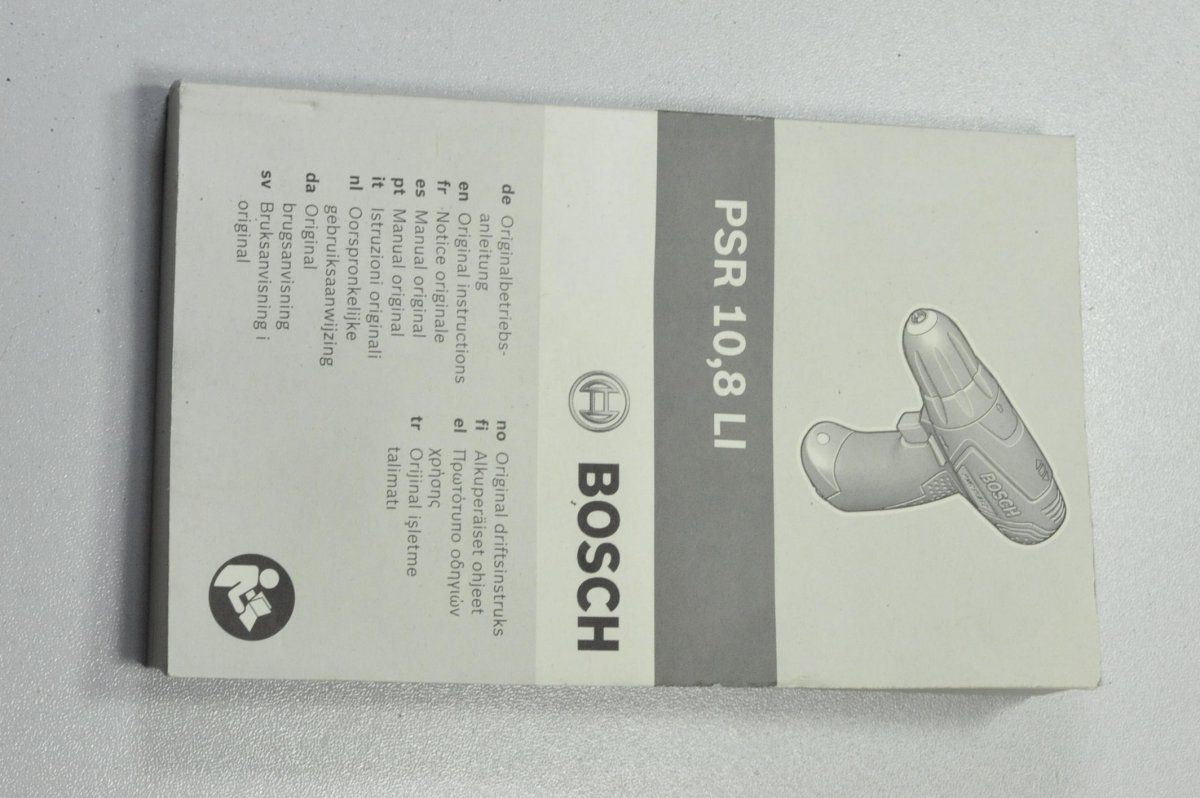 BOSCH
PSR 10,8 LI
BOSCH
de Originalbetriebs-
anleitung
en Original instructions
fr Notice originale
es Manual original
pt Manual original
it Istruzioni originali
nl Oorspronkelijke
gebruiksaanwijzing
da Original
brugsanvisning
sv Bruksanvisning i
original
no Original driftsinstruks
fi Alkuperäiset ohjeet
el Πρωτότυπο οδηγιών
χρήσης
tr Orijinal işletme
talimatı